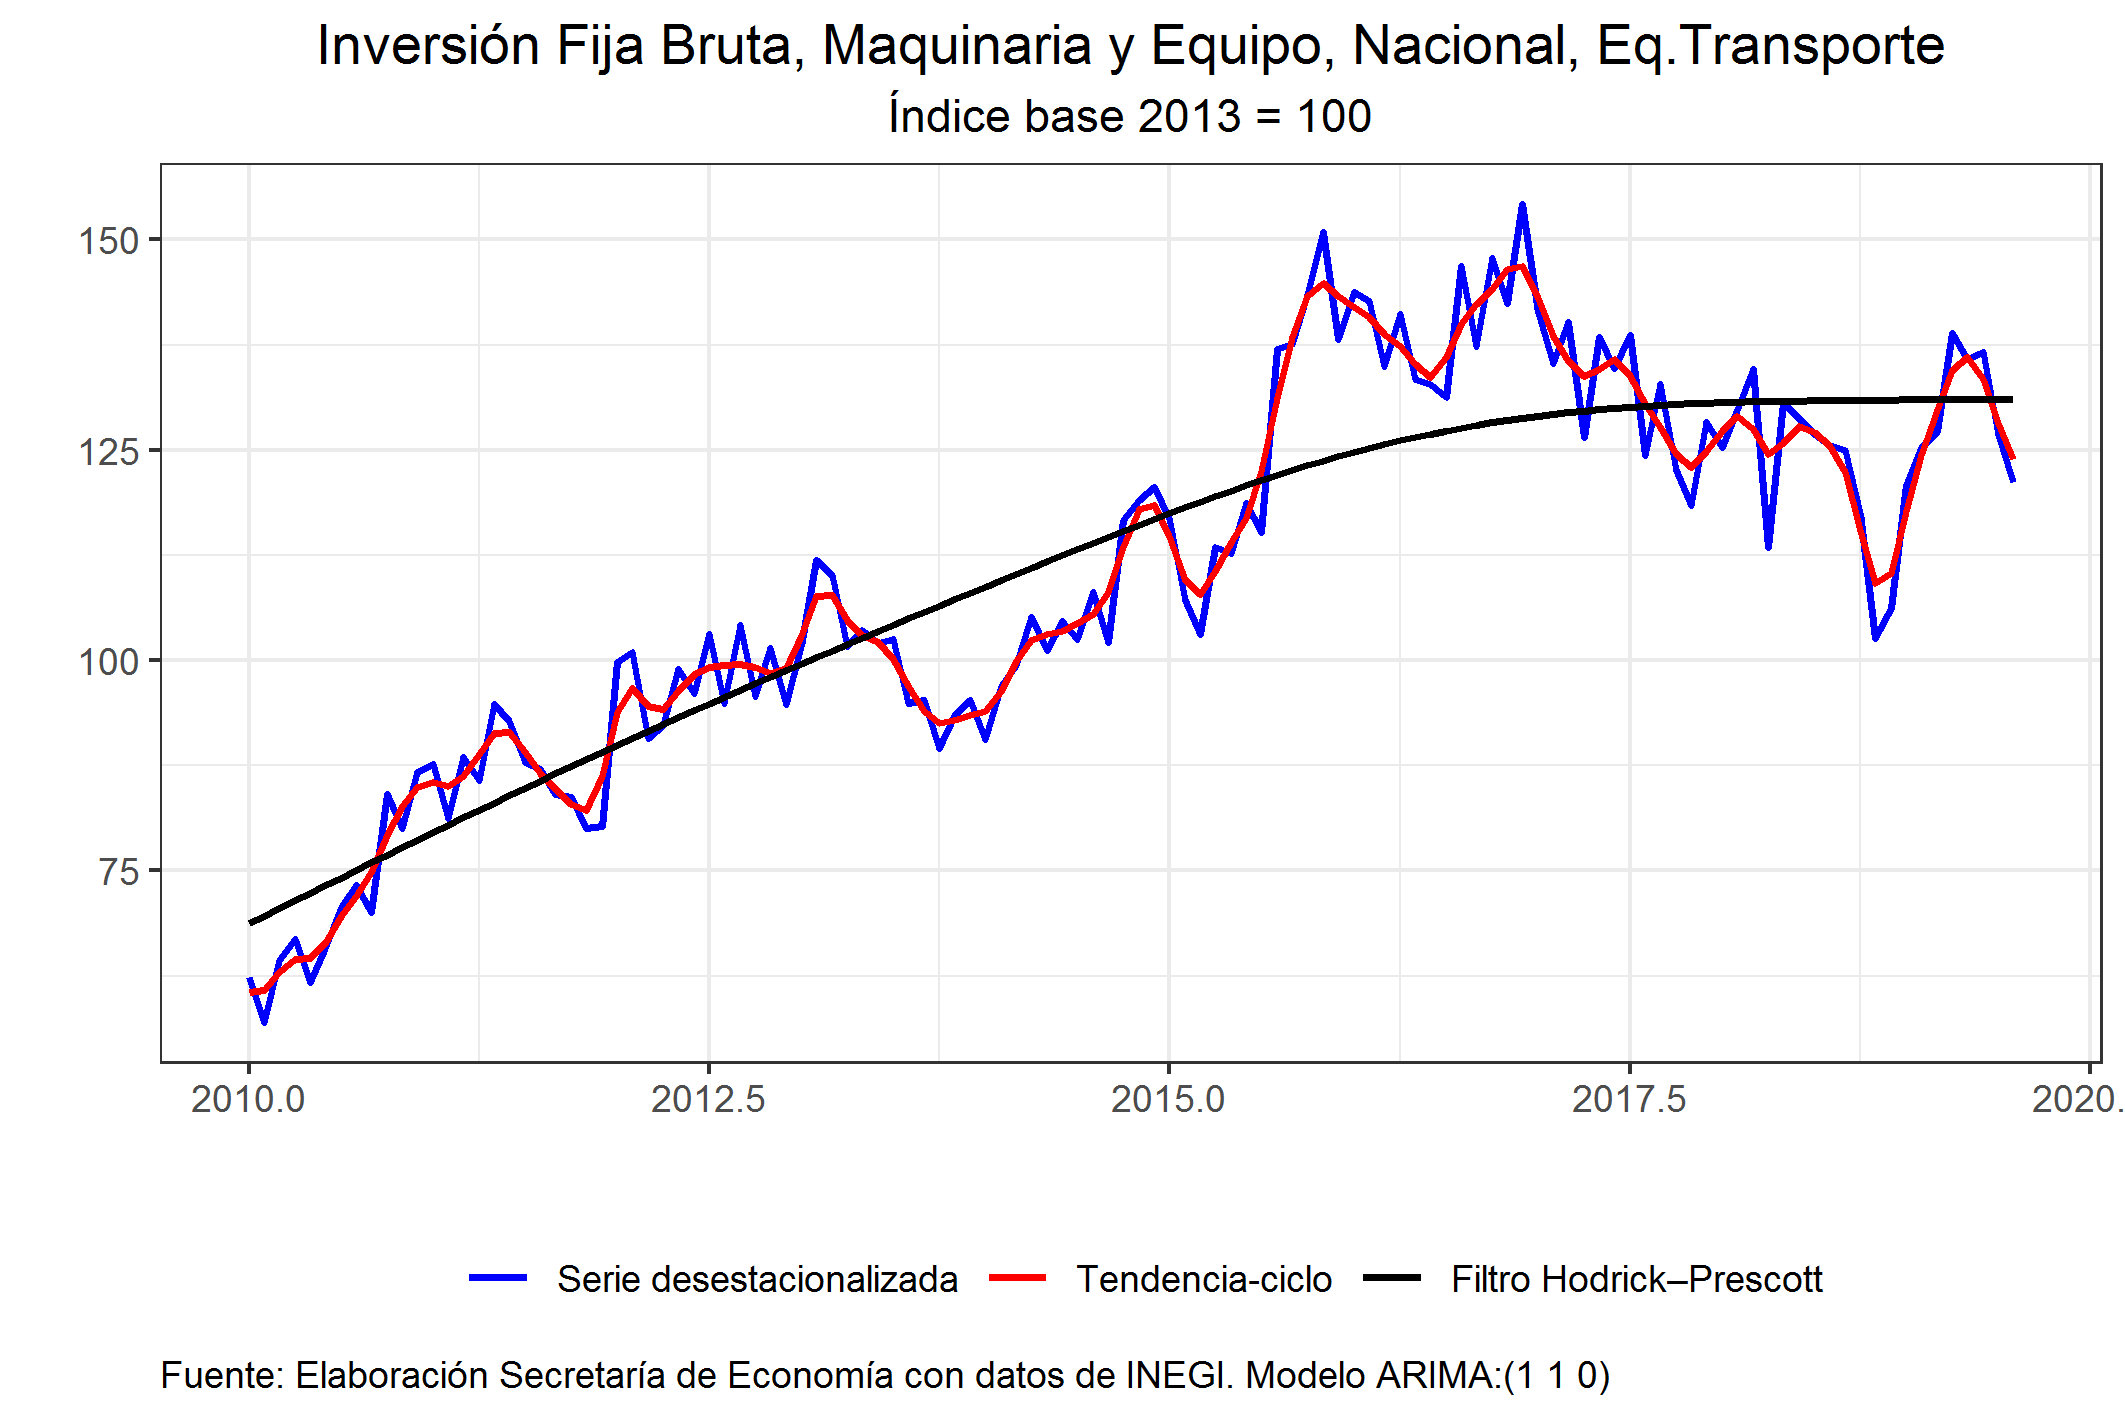 Inversión Fija Bruta, Maquinaria y Equipo, Nacional, Eq.Transporte
Índice base 2013 = 100
150
125
100
75
2010.0 2012.5 2015.0 2017.5 2020.
Serie desestacionalizada Tendencia-ciclo Filtro Hodrick–Prescott
Fuente: Elaboración Secretaría de Economía con datos de INEGI. Modelo ARIMA:(1 1 0)